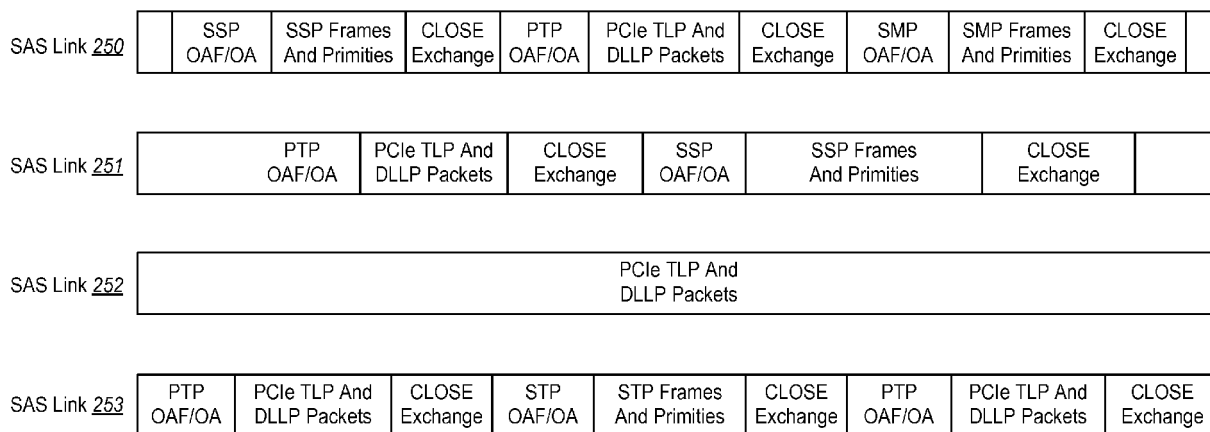 SAS Link 250
SSP OAF/OA
SSP Frames And Primities
CLOSE Exchange
PTP OAF/OA
PCIe TLP And DLLP Packets
CLOSE Exchange
SMP OAF/OA
SMP Frames And Primities
CLOSE Exchange
SAS Link 251
PTP OAF/OA
PCIe TLP And DLLP Packets
CLOSE Exchange
SSP OAF/OA
SSP Frames And Primities
CLOSE Exchange
SAS Link 252
PCIe TLP And
DLLP Packets
SAS Link 253
PTP OAF/OA
PCIe TLP And DLLP Packets
CLOSE Exchange
STP OAF/OA
STP Frames And Primities
CLOSE Exchange
PTP OAF/OA
PCIe TLP And DLLP Packets
CLOSE Exchange